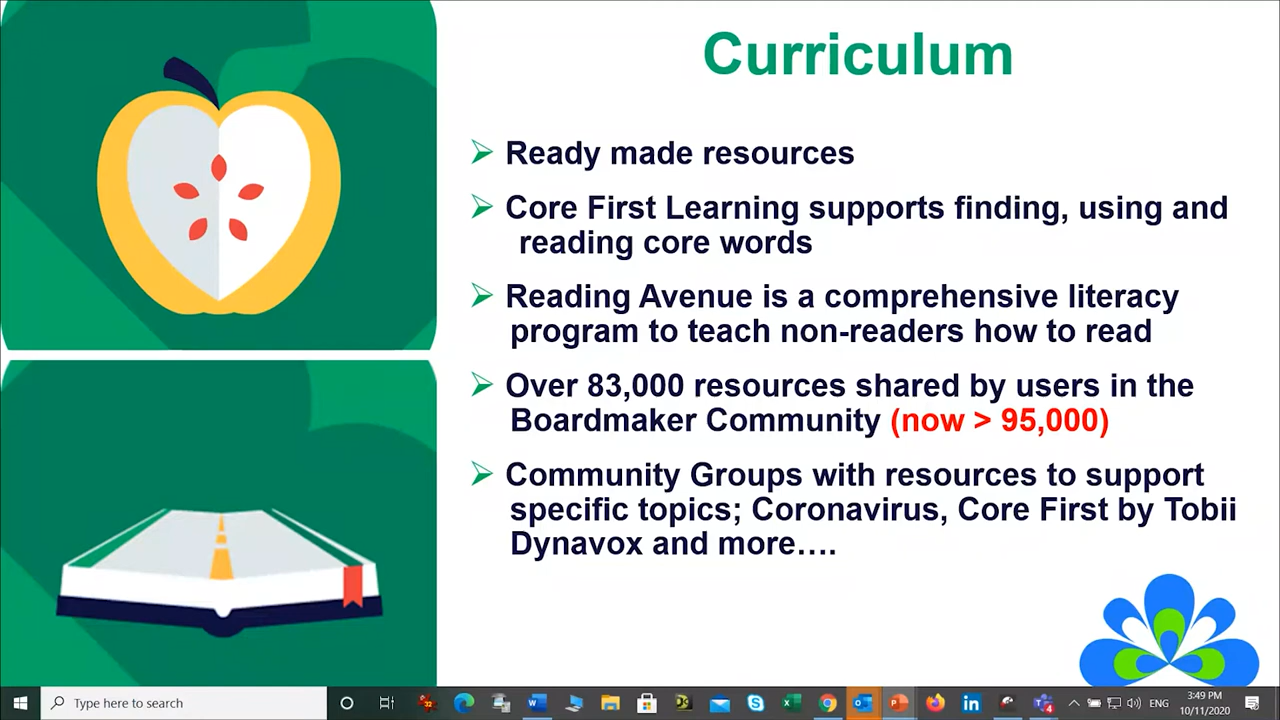 Curriculum
Ready made resources
Core First Learning supports finding, using and
reading core words
Reading Avenue is a comprehensive literacy
program to teach non-readers how to read
Over 83,000 resources shared by users in the
Boardmaker Community (now > 95,000)
Community Groups with resources to support
specific topics; Coronavirus, Core First by Tobii
Dynavox and more….
Type here to search
ENG
3:49 PM
10/11/2020